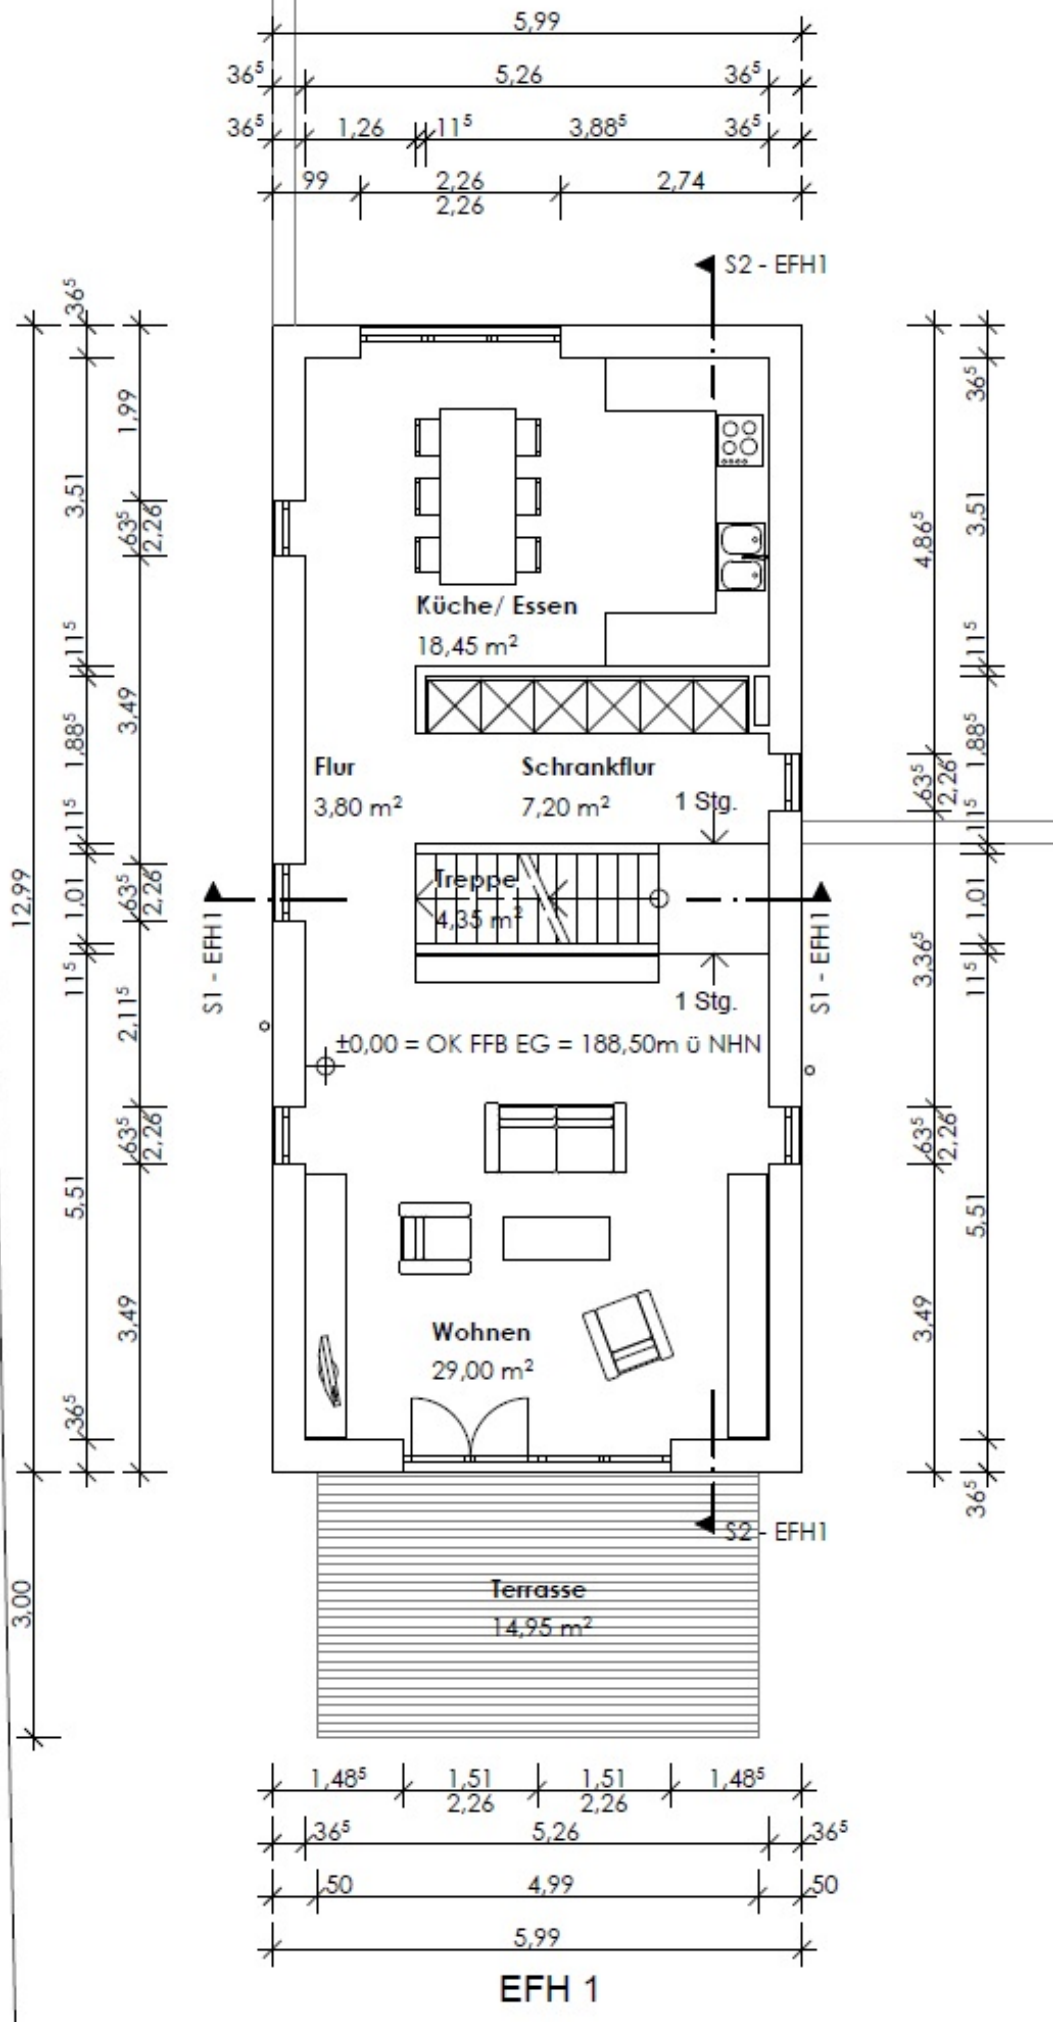 5,99
36⁵ 5,26 36⁵
36⁵ 1,26 11⁵ 3,88⁵ 36⁵
99 2,26 2,74
2,26
S2 - EFH1
36⁵
1,99
3,51
63⁵
2,26
11⁵
3,49
1,88⁵
11⁵
12,99
1,01
63⁵
2,26
11⁵
2,11⁵
63⁵
2,26
5,51
3,49
36⁵
3,00
S1 - EFH1
Küche/ Essen
18,45 m²
Flur
3,80 m²
Schrankflur
7,20 m²
1 Stg.
Treppe
4,35 m²
1 Stg.
±0,00 = OK FFB EG = 188,50m ü NHN
Wohnen
29,00 m²
S1 - EFH1
36⁵
4,86⁵
3,51
11⁵
63⁵
2,26
1,88⁵
11⁵
1,01
3,36⁵
11⁵
63⁵
2,26
5,51
3,49
36⁵
S2 - EFH1
Terrasse
14,95 m²
1,48⁵ 1,51 1,51 1,48⁵
2,26 2,26
36⁵ 5,26 36⁵
50 4,99 50
5,99
EFH 1